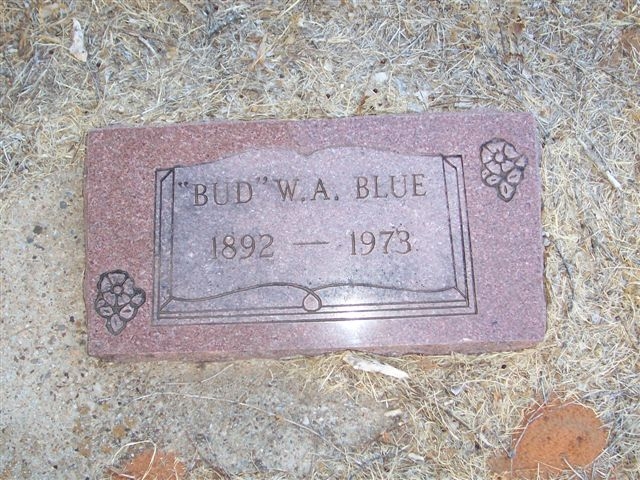 "BUD" W.A. BLUE
1892 — 1973